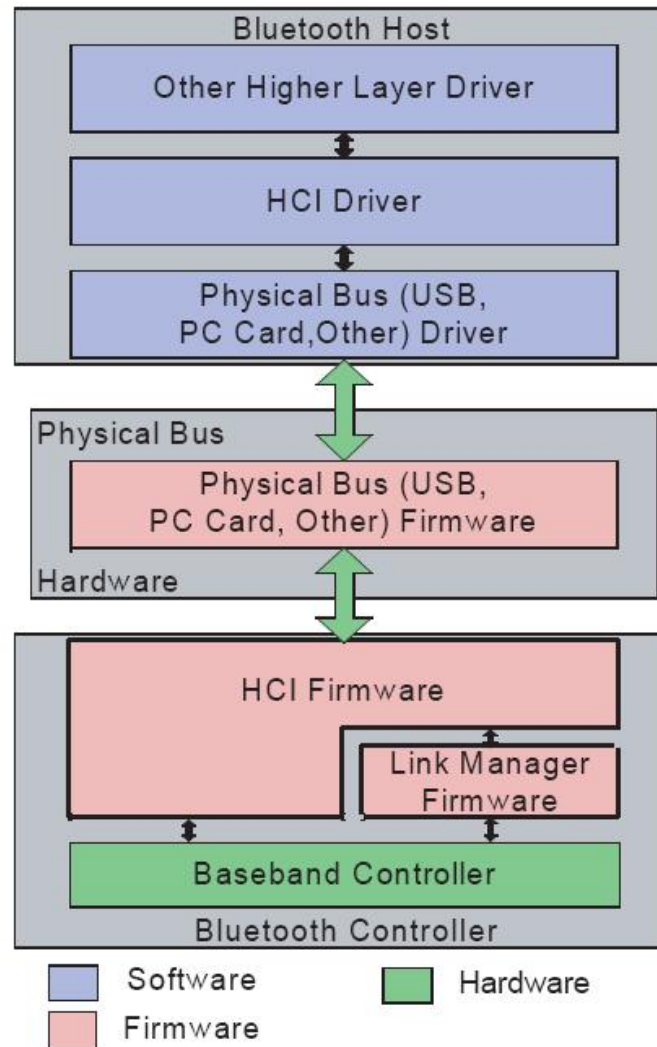 Bluetooth Host
Other Higher Layer Driver
HCI Driver
Physical Bus (USB,
PC Card,Other) Driver
Physical Bus
Physical Bus (USB,
PC Card, Other) Firmware
Hardware
HCI Firmware
Link Manager
Firmware
Baseband Controller
Bluetooth Controller
Software
Hardware
Firmware